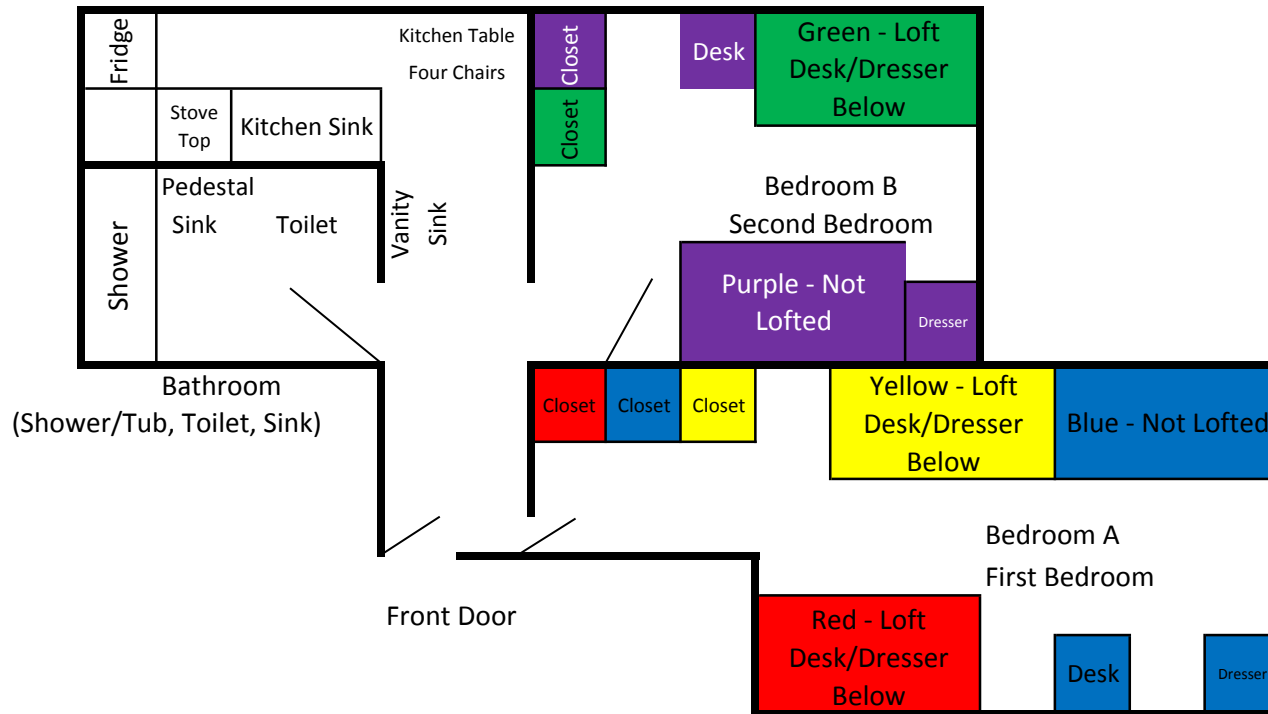 Fridge
Kitchen Table
Four Chairs
Closet
Desk
Green - Loft
Desk/Dresser
Below
Stove
Top
Kitchen Sink
Closet
Shower
Pedestal
Sink
Toilet
Vanity
Sink
Bedroom B
Second Bedroom
Purple - Not
Lofted
Dresser
Bathroom
(Shower/Tub, Toilet, Sink)
Closet
Closet
Closet
Yellow - Loft
Desk/Dresser
Below
Blue - Not Lofted
Bedroom A
First Bedroom
Front Door
Red - Loft
Desk/Dresser
Below
Desk
Dresser